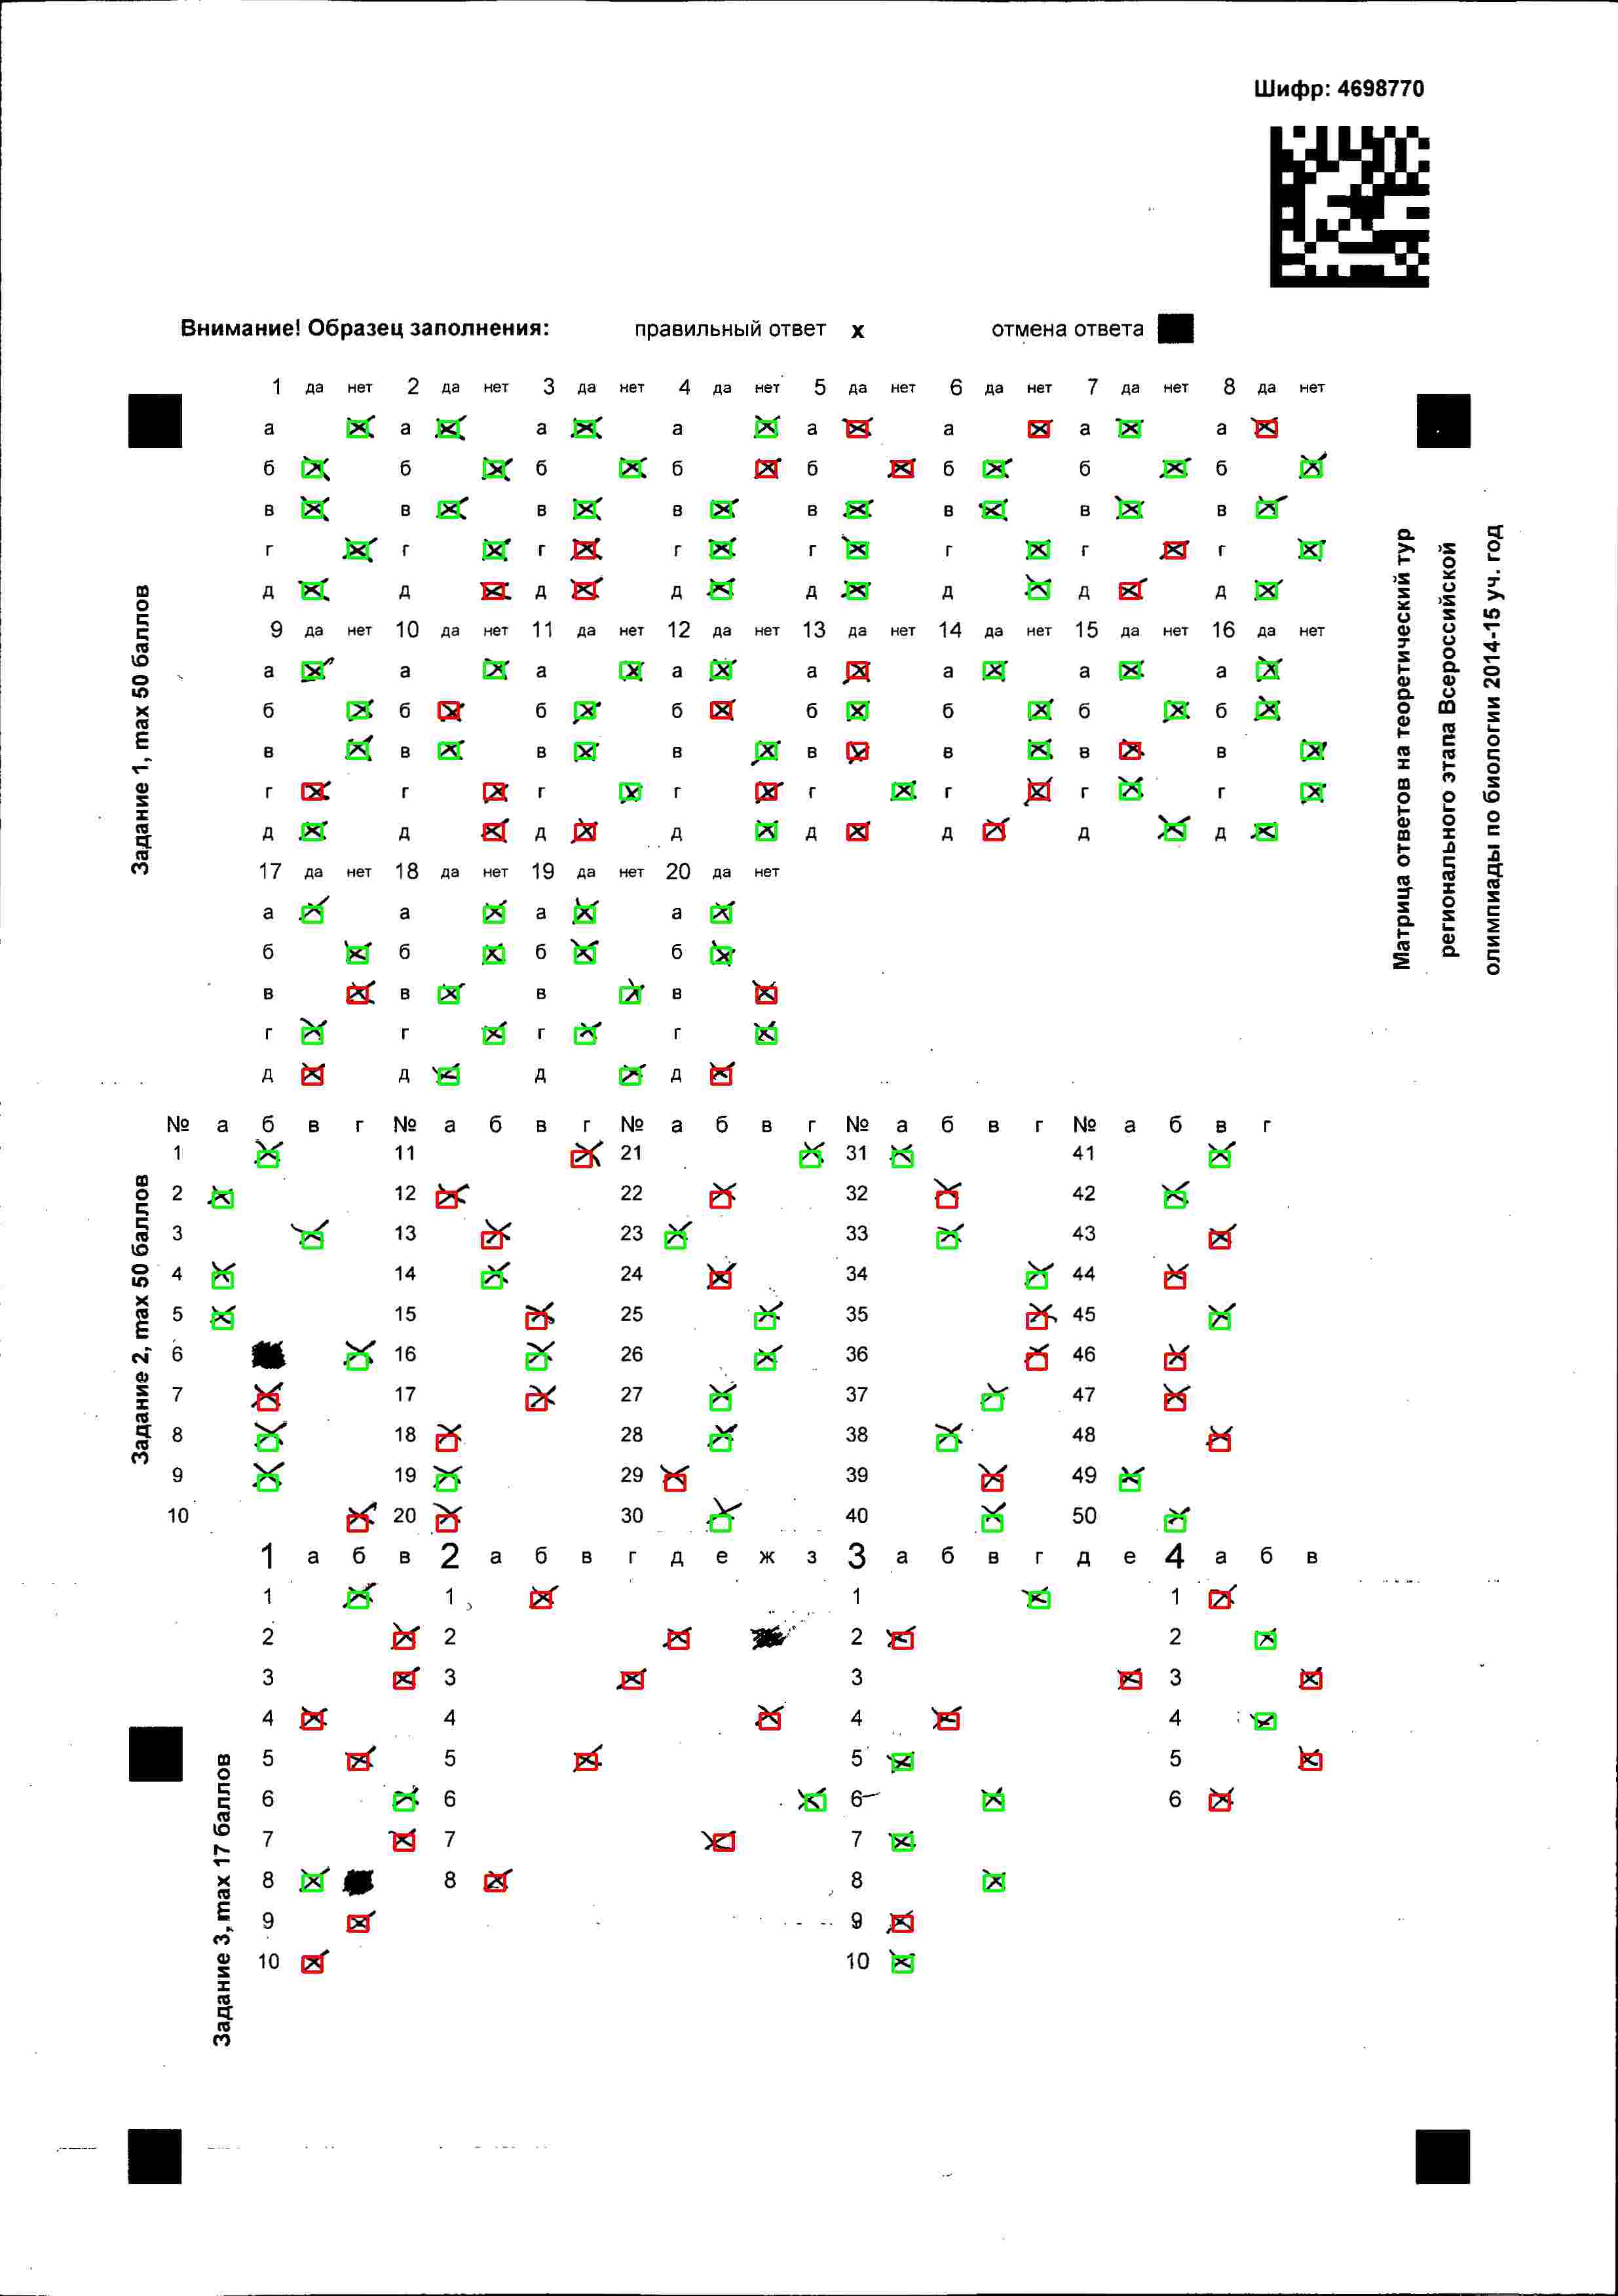 Шифр: 4698770
Внимание! Образец заполнения: правильный ответ x отмена ответа
Матрица ответов на теоретический тур
регионального этапа Всероссийской
олимпиады по биологии 2014-15 уч. год
Задание 1, max 50 баллов
1 да нет 2 да нет 3 да нет 4 да нет 5 да нет 6 да нет 7 да нет 8 да нет
а а а а а а а а
б б б б б б б б
в в в в в в в в
г г г г г г г г
д д д д д д д д
9 да нет 10 да нет 11 да нет 12 да нет 13 да нет 14 да нет 15 да нет 16 да нет
а а а а а а а а
б б б б б б б б
в в в в в в в в
г г г г г г г г
д д д д д д д д
17 да нет 18 да нет 19 да нет 20 да нет
а а а а
б б б б
в в в в
г г г г
д д д д
Задание 2, max 50 баллов
№ а б в г № а б в г № а б в г № а б в г № а б в г
1 11 21 31 41
2 12 22 32 42
3 13 23 33 43
4 14 24 34 44
5 15 25 35 45
6 16 26 36 46
7 17 27 37 47
8 18 28 38 48
9 19 29 39 49
10 20 30 40 50
Задание 3, max 17 баллов
1 а б в 2 а б в г д е ж з 3 а б в г д е 4 а б в
1 1 1 1
2 2 2 2
3 3 3 3
4 4 4 4
5 5 5 5
6 6 6 6
7 7 7
8 8 8
9 9
10 10